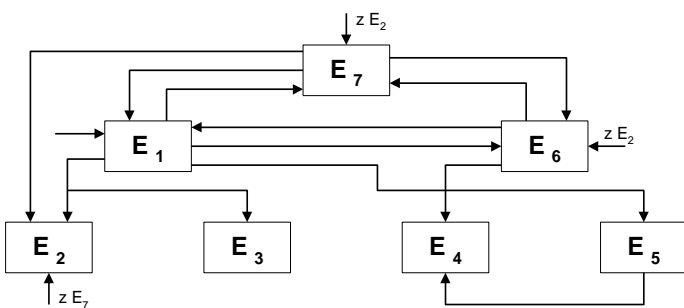 z E₂
E ₇
E ₁
E ₆
z E₂
E ₂
E ₃
E ₄
E ₅
z E₇